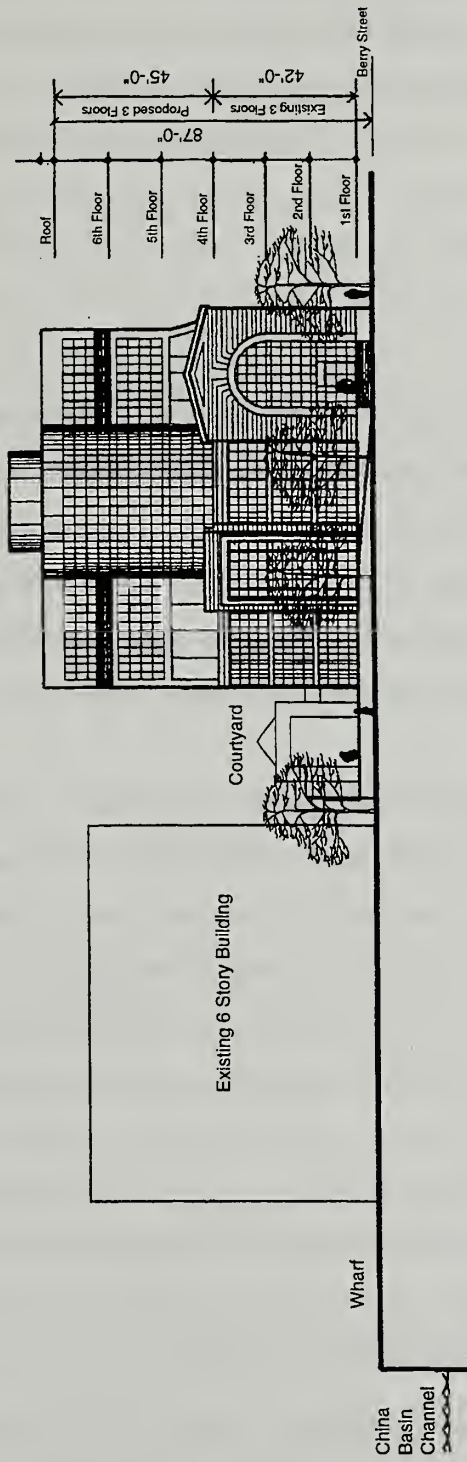 China
Basin
Channel
Wharf
Existing 6 Story Building
Courtyard
Roof
6th Floor
5th Floor
4th Floor
3rd Floor
2nd Floor
1st Floor
87'-0"
Proposed 3 Floors
45'-0"
Existing 3 Floors
42'-0"
Berry Street